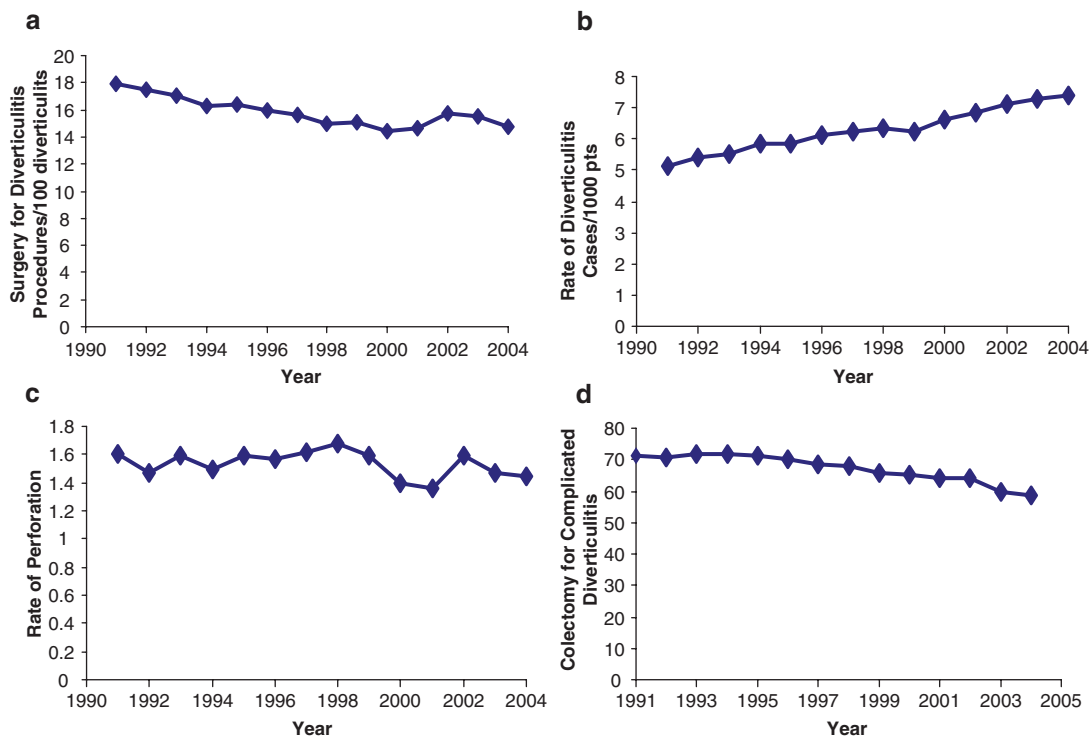 a
Surgery for Diverticulitis
Procedures/100 diverticulits
20
18
16
14
12
10
8
6
4
2
0
1990 1992 1994 1996 1998 2000 2002 2004
Year
b
Rate of Diverticulitis
Cases/1000 pts
8
7
6
5
4
3
2
1
0
1990 1992 1994 1996 1998 2000 2002 2004
Year
c
Rate of Perforation
1.8
1.6
1.4
1.2
1
0.8
0.6
0.4
0.2
0
1990 1992 1994 1996 1998 2000 2002 2004
Year
d
Colectomy for Complicated
Diverticulitis
80
70
60
50
40
30
20
10
0
1991 1993 1995 1997 1999 2001 2003 2005
Year